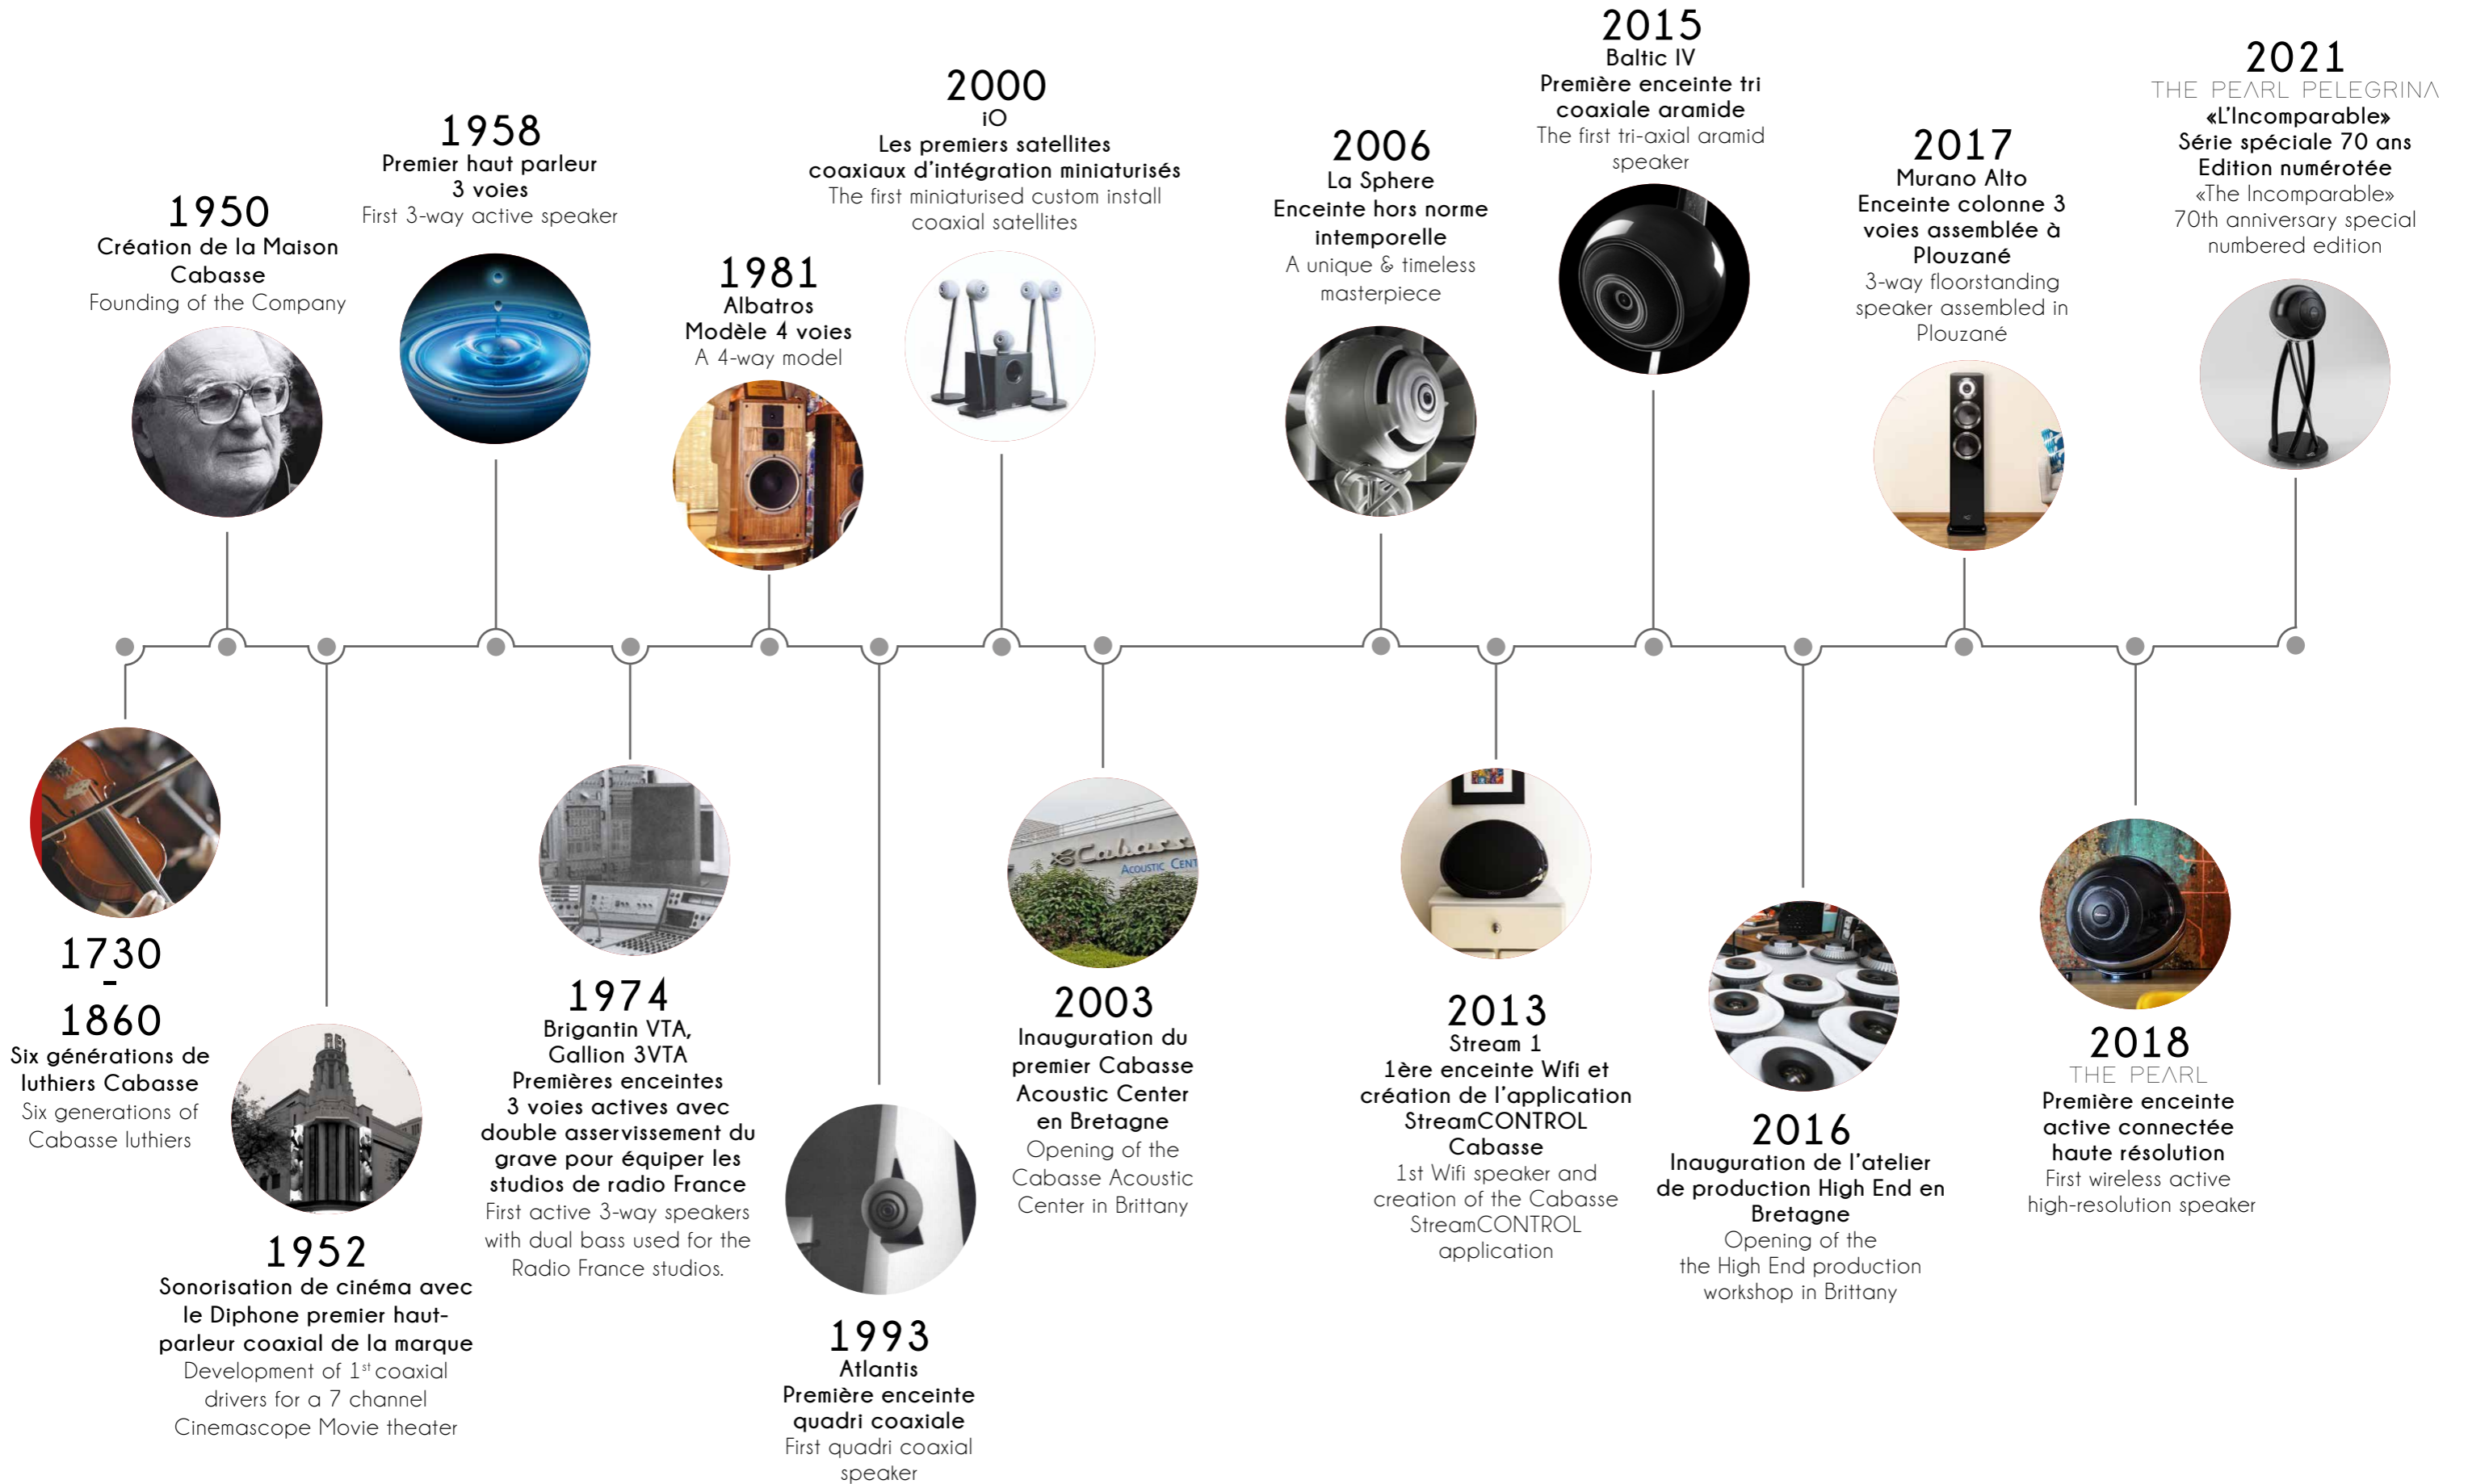 1730
-
1860
Six générations de
luthiers Cabasse
Six generations of
Cabasse luthiers
1950
Création de la Maison
Cabasse
Founding of the Company
1952
Sonorisation de cinéma avec
le Diphone premier haut-
parleur coaxial de la marque
Development of 1st coaxial
drivers for a 7 channel
Cinemascope Movie theater
1958
Premier haut parleur
3 voies
First 3-way active speaker
1974
Brigantin VTA,
Gallion 3VTA
Premières enceintes
3 voies actives avec
double asservissement du
grave pour équiper les
studios de radio France
First active 3-way speakers
with dual bass used for the
Radio France studios.
1981
Albatros
Modèle 4 voies
A 4-way model
1993
Atlantis
Première enceinte
quadri coaxiale
First quadri coaxial
speaker
2000
iO
Les premiers satellites
coaxiaux d'intégration miniaturisés
The first miniaturised custom install
coaxial satellites
Cabass
ACOUSTIC CENT
2003
Inauguration du
premier Cabasse
Acoustic Center
en Bretagne
Opening of the
Cabasse Acoustic
Center in Brittany
2006
La Sphere
Enceinte hors norme
intemporelle
A unique & timeless
masterpiece
2013
Stream 1
1ère enceinte Wifi et
création de l'application
StreamCONTROL
Cabasse
1st Wifi speaker and
creation of the Cabasse
StreamCONTROL
application
2015
Baltic IV
Première enceinte tri
coaxiale aramide
The first tri-axial aramid
speaker
2016
Inauguration de l'atelier
de production High End en
Bretagne
Opening of the
the High End production
workshop in Brittany
2017
Murano Alto
Enceinte colonne 3
voies assemblée à
Plouzané
3-way floorstanding
speaker assembled in
Plouzané
2018
THE PEARL
Première enceinte
active connectée
haute résolution
First wireless active
high-resolution speaker
2021
THE PEARL PELEGRINA
«L'Incomparable»
Série spéciale 70 ans
Edition numérotée
«The Incomparable»
70th anniversary special
numbered edition